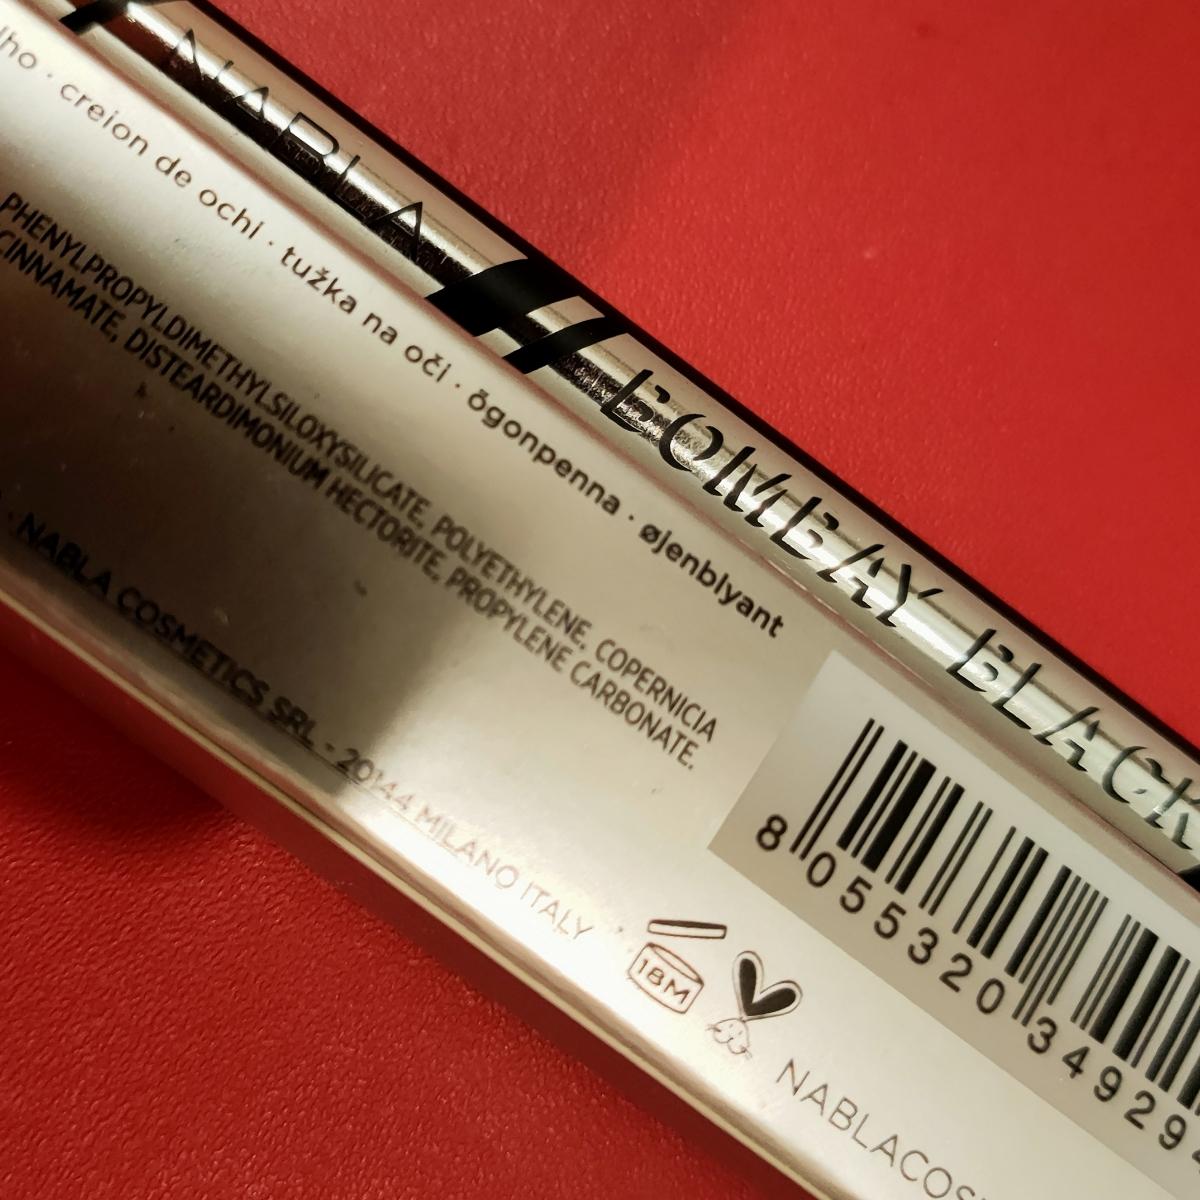 NABLA BOMBAY BLACK
creion de ochi · tužka na oči · ögonpenna · øjenblyant
PHENYLPROPYLDIMETHYLSILOXYSILICATE, POLYETHYLENE, COPERNICIA
CINNAMATE, DISTEARDIMONIUM HECTORITE, PROPYLENE CARBONATE.
· NABLA COSMETICS SRL - 20144 MILANO ITALY
18M
8 055320 34929